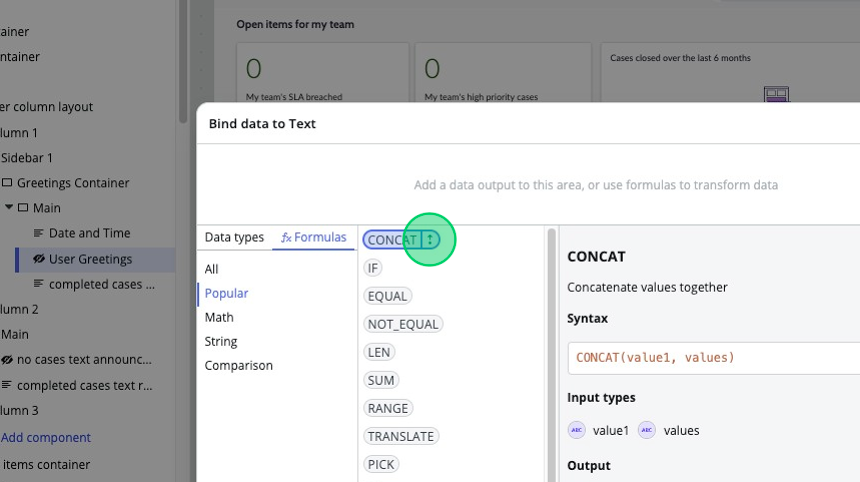 Open items for my team
0
My team's SLA breached
0
My team's high priority cases
Cases closed over the last 6 months
ainer
ntainer
er column layout
lumn 1
Sidebar 1
Greetings Container
Main
Date and Time
User Greetings
completed cases ...
lumn 2
Main
no cases text announc...
completed cases text r...
lumn 3
Add component
items container
Bind data to Text
Add a data output to this area, or use formulas to transform data
Data types
fx Formulas
All
Popular
Math
String
Comparison
CONCAT
IF
EQUAL
NOT_EQUAL
LEN
SUM
RANGE
TRANSLATE
PICK
CONCAT
Concatenate values together
Syntax
CONCAT(value1, values)
Input types
ABC value1 ABC values
Output